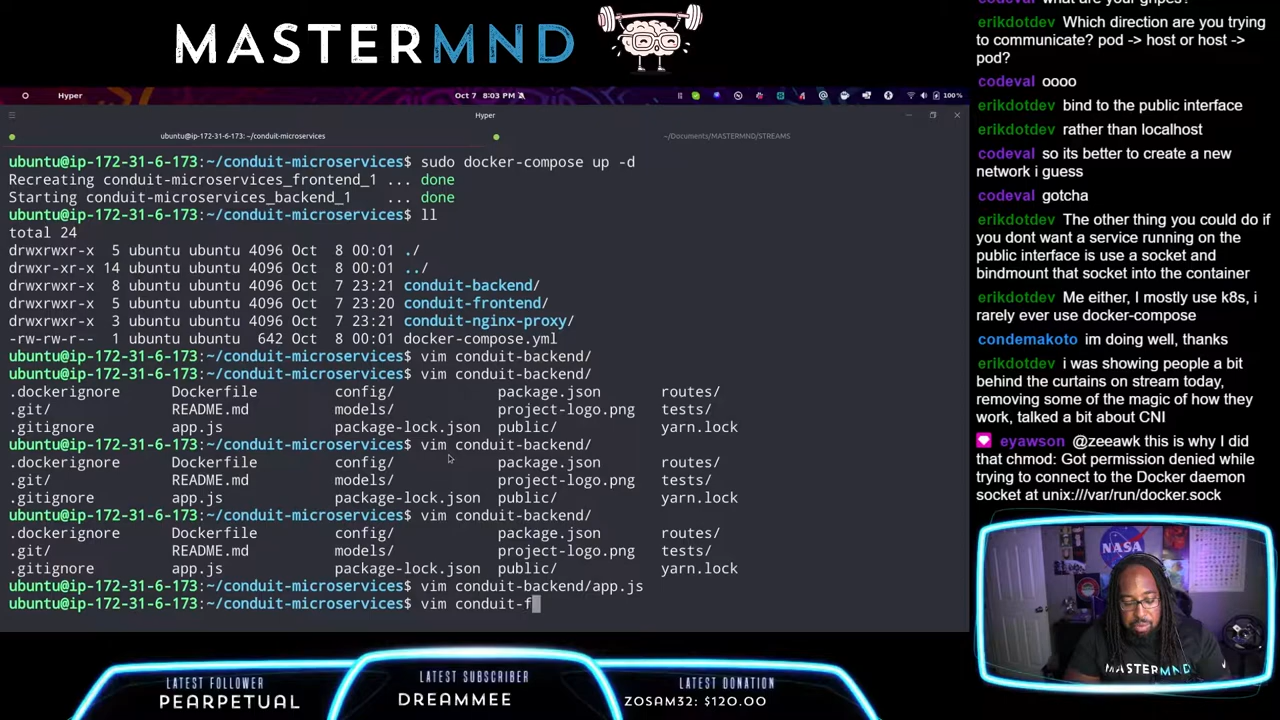 MASTERMND
Hyper
Oct 7 8:03 PM
100%
Hyper
ubuntu@ip-172-31-6-173: ~/conduit-microservices
~/Documents/MASTERMND/STREAMS
ubuntu@ip-172-31-6-173:~/conduit-microservices$ sudo docker-compose up -d
Recreating conduit-microservices_frontend_1 ... done
Starting conduit-microservices_backend_1 ... done
ubuntu@ip-172-31-6-173:~/conduit-microservices$ ll
total 24
drwxrwxr-x 5 ubuntu ubuntu 4096 Oct 8 00:01 ./
drwxr-xr-x 14 ubuntu ubuntu 4096 Oct 8 00:01 ../
drwxrwxr-x 8 ubuntu ubuntu 4096 Oct 7 23:21 conduit-backend/
drwxrwxr-x 5 ubuntu ubuntu 4096 Oct 7 23:20 conduit-frontend/
drwxrwxr-x 3 ubuntu ubuntu 4096 Oct 7 23:21 conduit-nginx-proxy/
-rw-rw-r-- 1 ubuntu ubuntu 642 Oct 8 00:01 docker-compose.yml
ubuntu@ip-172-31-6-173:~/conduit-microservices$ vim conduit-backend/
ubuntu@ip-172-31-6-173:~/conduit-microservices$ vim conduit-backend/
.dockerignore Dockerfile config/ package.json routes/
.git/ README.md models/ project-logo.png tests/
.gitignore app.js package-lock.json public/ yarn.lock
ubuntu@ip-172-31-6-173:~/conduit-microservices$ vim conduit-backend/
.dockerignore Dockerfile config/ package.json routes/
.git/ README.md models/ project-logo.png tests/
.gitignore app.js package-lock.json public/ yarn.lock
ubuntu@ip-172-31-6-173:~/conduit-microservices$ vim conduit-backend/
.dockerignore Dockerfile config/ package.json routes/
.git/ README.md models/ project-logo.png tests/
.gitignore app.js package-lock.json public/ yarn.lock
ubuntu@ip-172-31-6-173:~/conduit-microservices$ vim conduit-backend/app.js
ubuntu@ip-172-31-6-173:~/conduit-microservices$ vim conduit-f
codeval what are your gripes?
erikdotdev Which direction are you trying
to communicate? pod -> host or host ->
pod?
codeval oooo
erikdotdev bind to the public interface
erikdotdev rather than localhost
codeval so its better to create a new
network i guess
codeval gotcha
erikdotdev The other thing you could do if
you dont want a service running on the
public interface is use a socket and
bindmount that socket into the container
erikdotdev Me either, I mostly use k8s, i
rarely ever use docker-compose
condemakoto im doing well, thanks
erikdotdev i was showing people a bit
behind the curtains on stream today,
removing some of the magic of how they
work, talked a bit about CNI
eyawson @zeeawk this is why I did
that chmod: Got permission denied while
trying to connect to the Docker daemon
socket at unix:///var/run/docker.sock
NASA
MASTERMND
LATEST FOLLOWER
PEARPETUAL
LATEST SUBSCRIBER
DREAMMEE
LATEST DONATION
ZOSAM32: $120.00